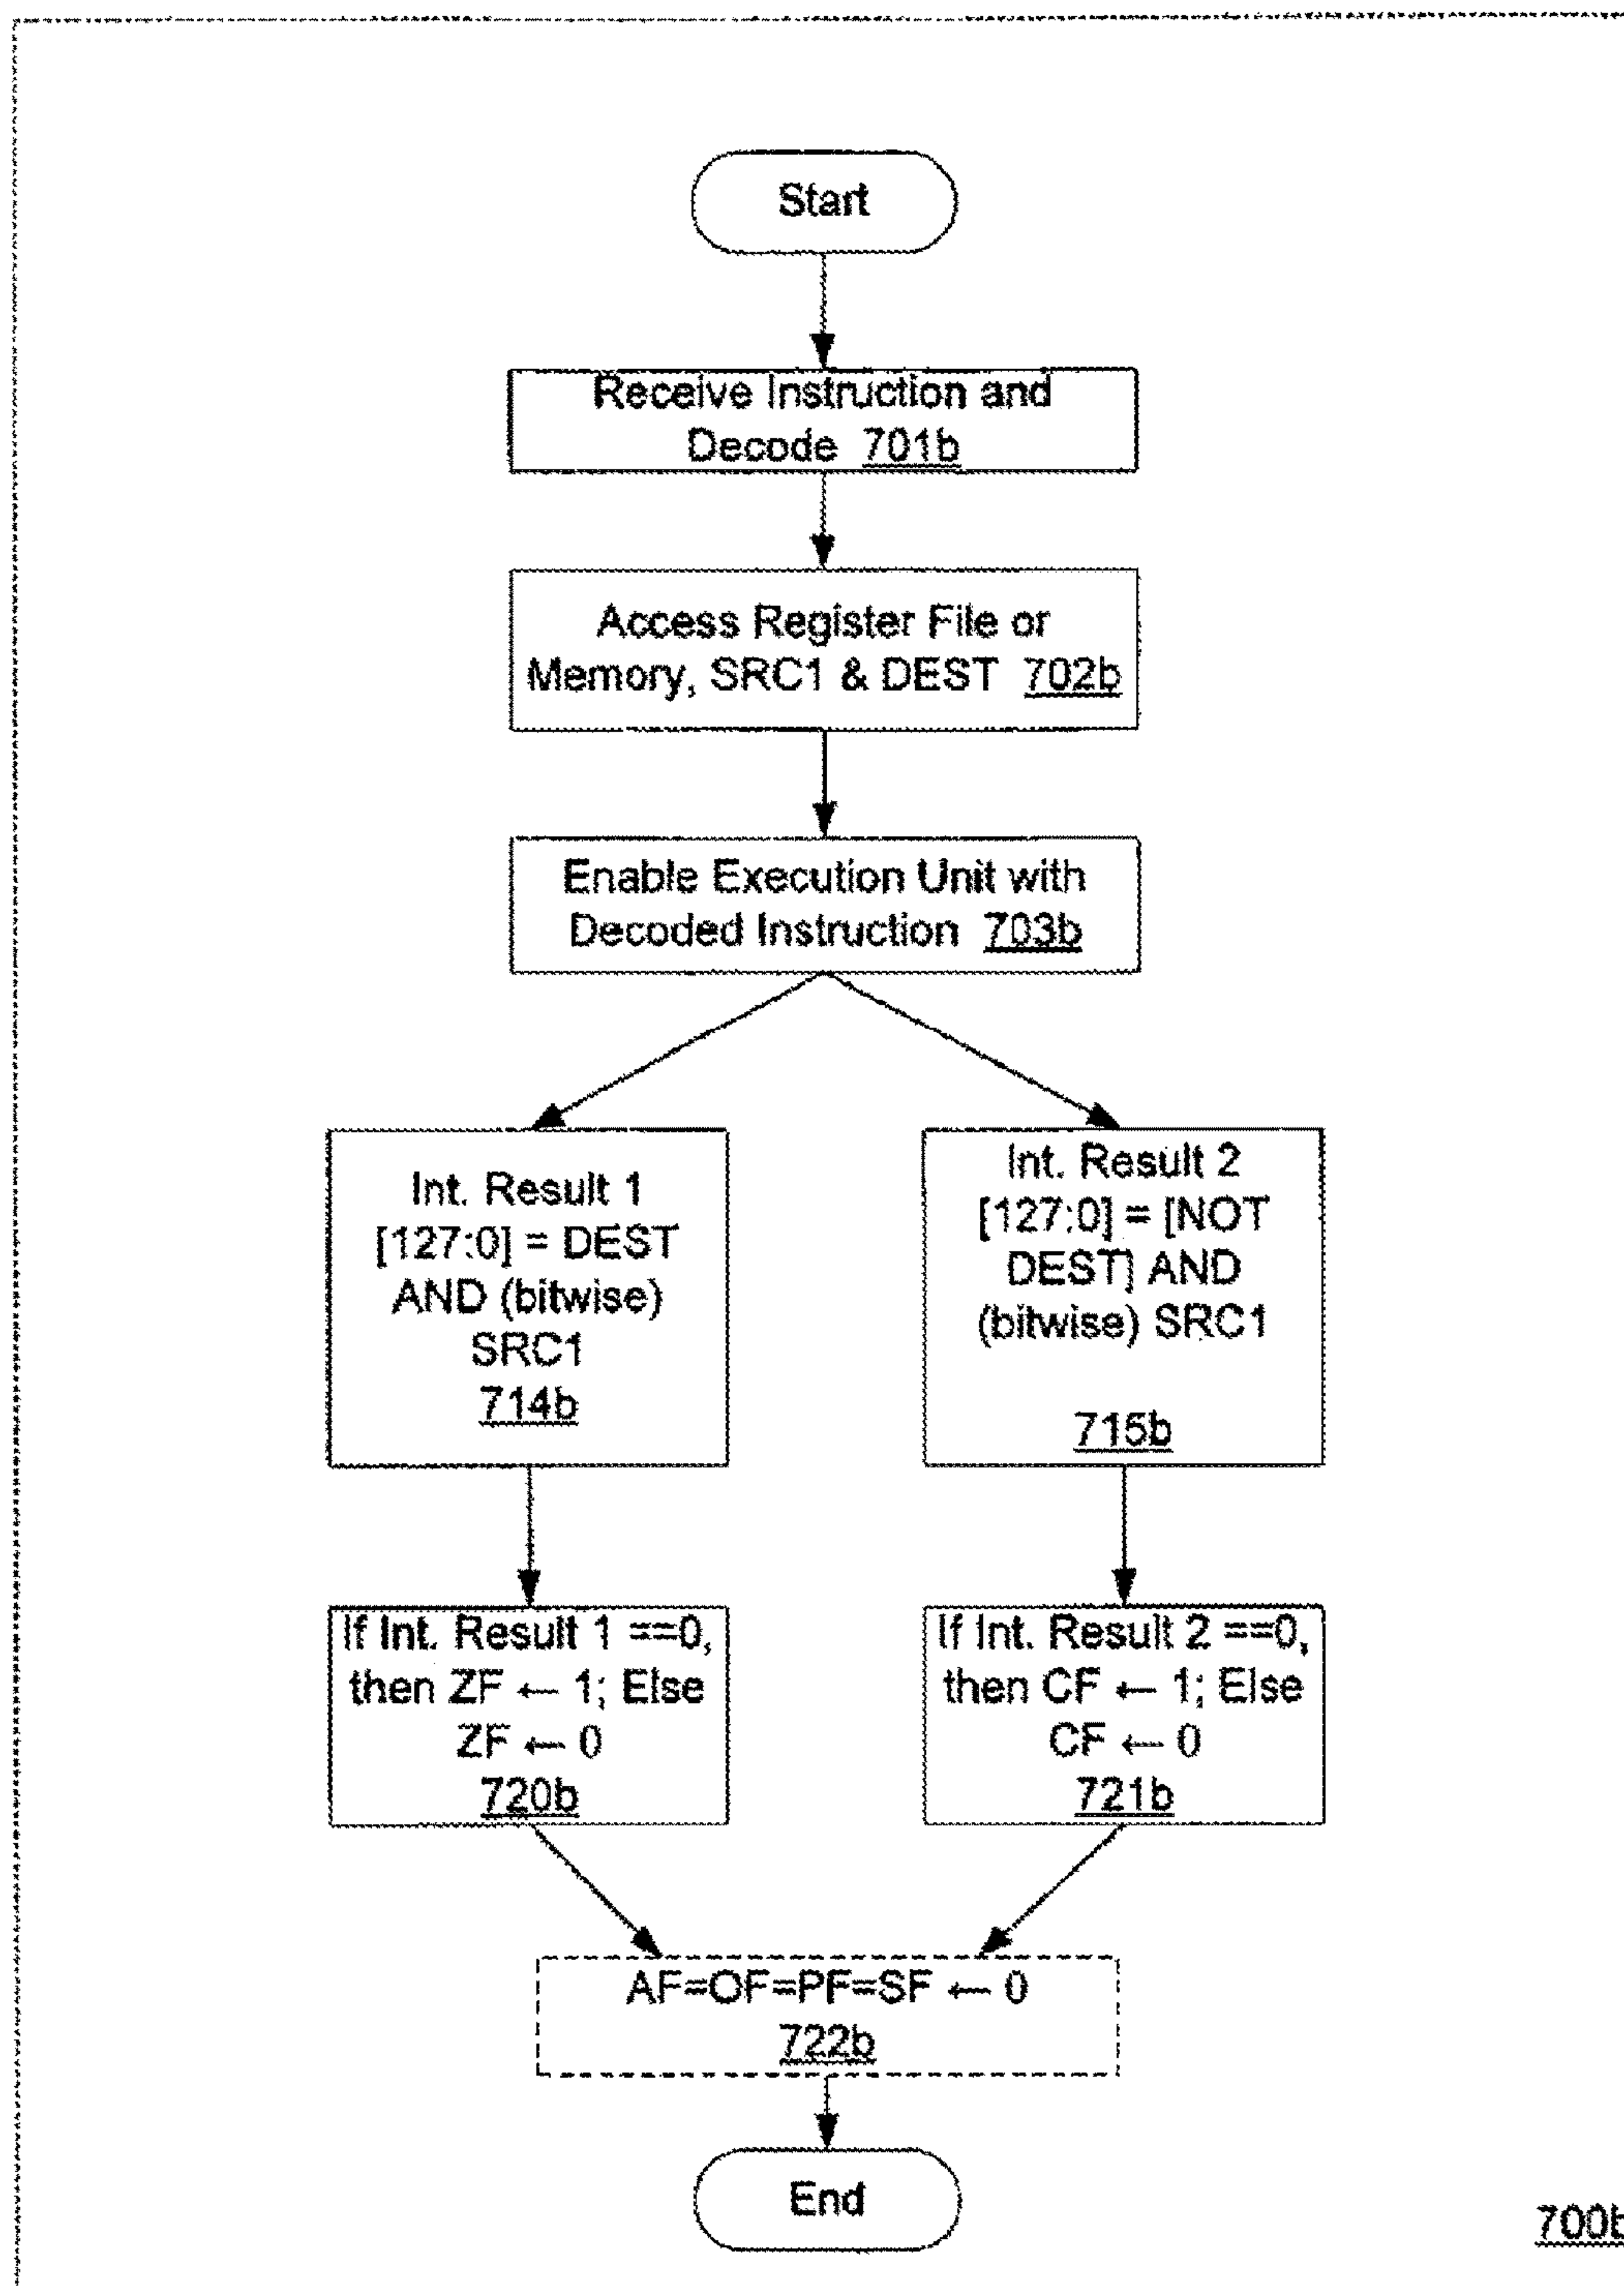 Start
Receive Instruction and
Decode 701b
Access Register File or
Memory, SRC1 & DEST 702b
Enable Execution Unit with
Decoded Instruction 703b
Int. Result 1
[127:0] = DEST
AND (bitwise)
SRC1
714b
Int. Result 2
[127:0] = [NOT
DEST] AND
(bitwise) SRC1
715b
If Int. Result 1 ==0,
then ZF ← 1; Else
ZF ← 0
720b
If Int. Result 2 ==0,
then CF ← 1; Else
CF ← 0
721b
AF=OF=PF=SF ← 0
722b
End
700b